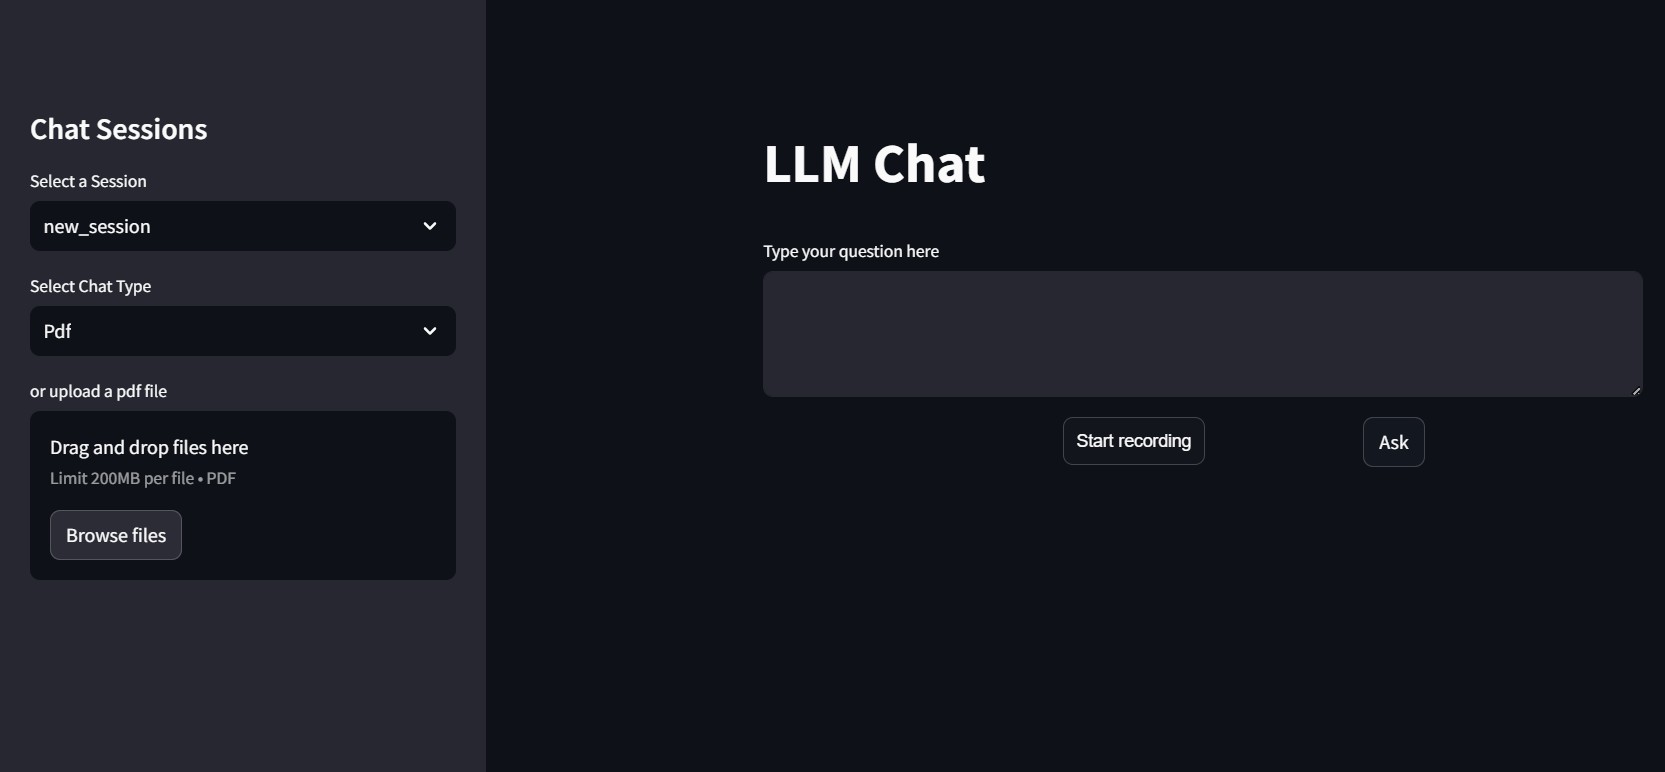 Chat Sessions
Select a Session
new_session
Select Chat Type
Pdf
or upload a pdf file
Drag and drop files here
Limit 200MB per file • PDF
Browse files
LLM Chat
Type your question here
Start recording
Ask